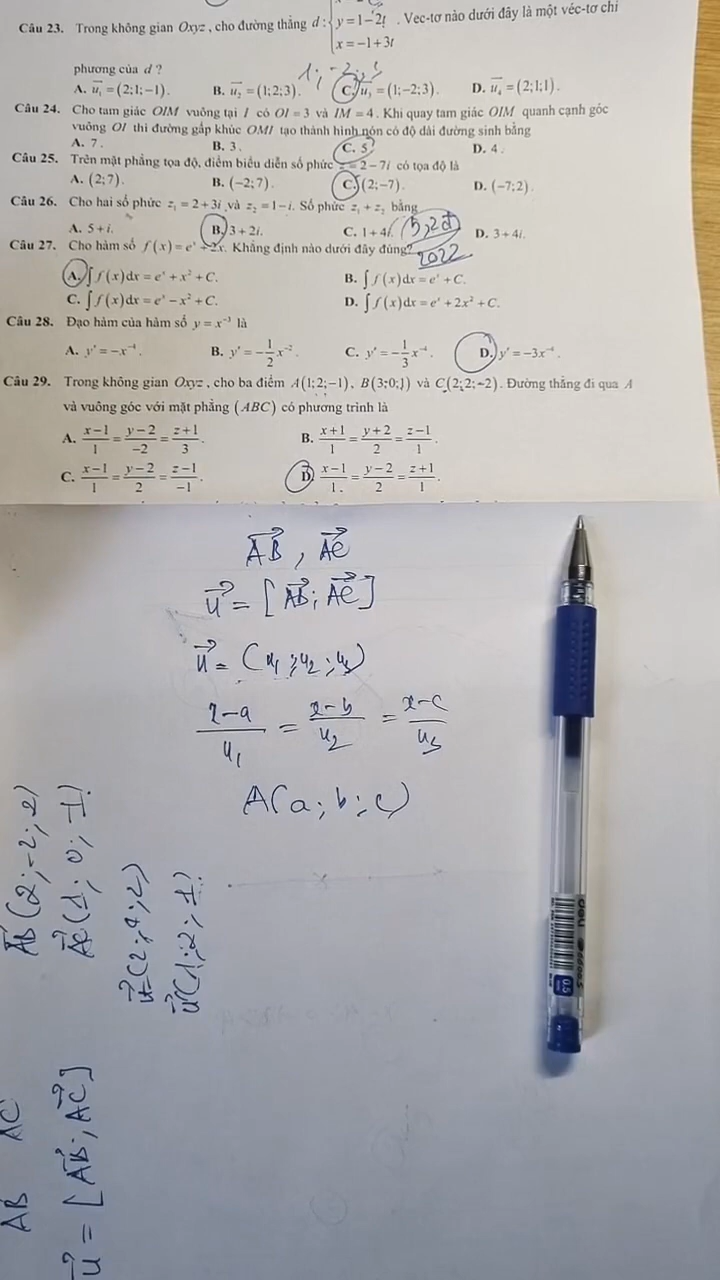 Câu 23. Trong không gian Oxyz, cho đường thẳng d: { y = 1 − 2t . Vec-tơ nào dưới đây là một véc-tơ chỉ
z = −1 + 3t
phương của d ?
1; -2; 3
A. u₁ = (2;1;−1). B. u₂ = (1;2;3). C. u₃ = (1;−2;3). D. u₄ = (2;1;1).
Câu 24. Cho tam giác OIM vuông tại I có OI = 3 và IM = 4. Khi quay tam giác OIM quanh cạnh góc
vuông OI thì đường gấp khúc OMI tạo thành hình nón có độ dài đường sinh bằng
A. 7. B. 3. C. 5 D. 4.
Câu 25. Trên mặt phẳng tọa độ, điểm biểu diễn số phức z = 2 − 7i có tọa độ là
A. (2;7). B. (−2;7). C. (2;−7). D. (−7;2).
Câu 26. Cho hai số phức z₁ = 2 + 3i và z₂ = 1 − i. Số phức z₁ + z₂ bằng
A. 5 + i. B. 3 + 2i. C. 1 + 4i. D. 3 + 4i.
Câu 27. Cho hàm số f(x) = eˣ + 2x. Khẳng định nào dưới đây đúng?
2022
A. ∫ f(x)dx = eˣ + x² + C. B. ∫ f(x)dx = eˣ + C.
C. ∫ f(x)dx = eˣ − x² + C. D. ∫ f(x)dx = eˣ + 2x² + C.
Câu 28. Đạo hàm của hàm số y = x⁻³ là
A. y' = −x⁻⁴. B. y' = −1/2 x⁻². C. y' = −1/3 x⁻⁴. D. y' = −3x⁻⁴.
Câu 29. Trong không gian Oxyz, cho ba điểm A(1;2;−1), B(3;0;1) và C(2;2;−2). Đường thẳng đi qua A
và vuông góc với mặt phẳng (ABC) có phương trình là
A. (x−1)/1 = (y−2)/−2 = (z+1)/3. B. (x+1)/1 = (y+2)/2 = (z−1)/1.
C. (x−1)/1 = (y−2)/2 = (z−1)/−1. D. (x−1)/1 = (y−2)/2 = (z+1)/1.
AB, AC
u = [AB; AC]
u = (u₁; u₂; u₃)
(x−a)/u₁ = (x−b)/u₂ = (x−c)/u₃
A(a; b; c)
AB(2; -2; 2)
AC(1; 0; -1)
u=(2; 4; 2)
u(1; 2; 1)
AB AC
u = [AB; AC]
deli
0.5